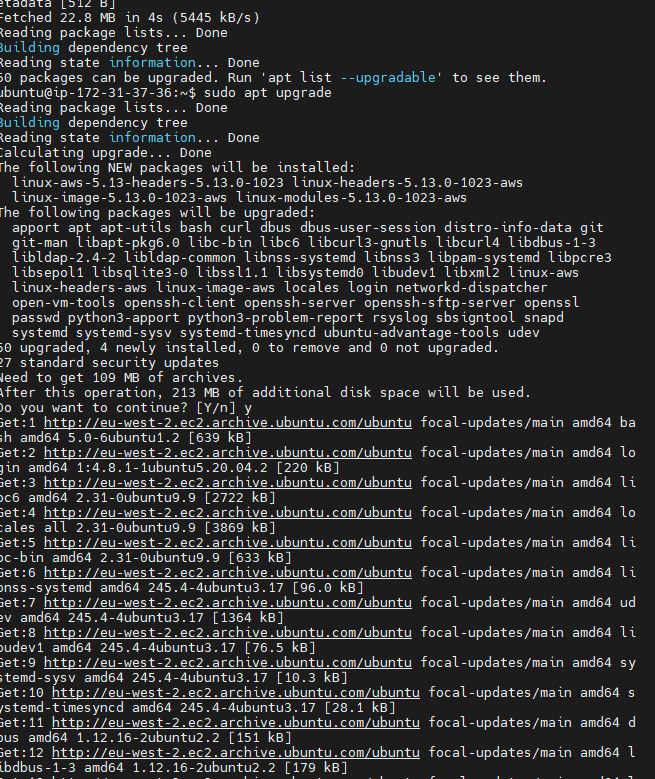 etadata [512 B]
Fetched 22.8 MB in 4s (5445 kB/s)
Reading package lists... Done
Building dependency tree
Reading state information... Done
50 packages can be upgraded. Run 'apt list --upgradable' to see them.
ubuntu@ip-172-31-37-36:~$ sudo apt upgrade
Reading package lists... Done
Building dependency tree
Reading state information... Done
Calculating upgrade... Done
The following NEW packages will be installed:
  linux-aws-5.13-headers-5.13.0-1023 linux-headers-5.13.0-1023-aws
  linux-image-5.13.0-1023-aws linux-modules-5.13.0-1023-aws
The following packages will be upgraded:
  apport apt apt-utils bash curl dbus dbus-user-session distro-info-data git
  git-man libapt-pkg6.0 libc-bin libc6 libcurl3-gnutls libcurl4 libdbus-1-3
  libldap-2.4-2 libldap-common libnss-systemd libnss3 libpam-systemd libpcre3
  libsepol1 libsqlite3-0 libssl1.1 libsystemd0 libudev1 libxml2 linux-aws
  linux-headers-aws linux-image-aws locales login networkd-dispatcher
  open-vm-tools openssh-client openssh-server openssh-sftp-server openssl
  passwd python3-apport python3-problem-report rsyslog sbsigntool snapd
  systemd systemd-sysv systemd-timesyncd ubuntu-advantage-tools udev
50 upgraded, 4 newly installed, 0 to remove and 0 not upgraded.
27 standard security updates
Need to get 109 MB of archives.
After this operation, 213 MB of additional disk space will be used.
Do you want to continue? [Y/n] y
Get:1 http://eu-west-2.ec2.archive.ubuntu.com/ubuntu focal-updates/main amd64 ba
sh amd64 5.0-6ubuntu1.2 [639 kB]
Get:2 http://eu-west-2.ec2.archive.ubuntu.com/ubuntu focal-updates/main amd64 lo
gin amd64 1:4.8.1-1ubuntu5.20.04.2 [220 kB]
Get:3 http://eu-west-2.ec2.archive.ubuntu.com/ubuntu focal-updates/main amd64 li
bc6 amd64 2.31-0ubuntu9.9 [2722 kB]
Get:4 http://eu-west-2.ec2.archive.ubuntu.com/ubuntu focal-updates/main amd64 lo
cales all 2.31-0ubuntu9.9 [3869 kB]
Get:5 http://eu-west-2.ec2.archive.ubuntu.com/ubuntu focal-updates/main amd64 li
bc-bin amd64 2.31-0ubuntu9.9 [633 kB]
Get:6 http://eu-west-2.ec2.archive.ubuntu.com/ubuntu focal-updates/main amd64 li
bnss-systemd amd64 245.4-4ubuntu3.17 [96.0 kB]
Get:7 http://eu-west-2.ec2.archive.ubuntu.com/ubuntu focal-updates/main amd64 ud
ev amd64 245.4-4ubuntu3.17 [1364 kB]
Get:8 http://eu-west-2.ec2.archive.ubuntu.com/ubuntu focal-updates/main amd64 li
budev1 amd64 245.4-4ubuntu3.17 [76.5 kB]
Get:9 http://eu-west-2.ec2.archive.ubuntu.com/ubuntu focal-updates/main amd64 sy
stemd-sysv amd64 245.4-4ubuntu3.17 [10.3 kB]
Get:10 http://eu-west-2.ec2.archive.ubuntu.com/ubuntu focal-updates/main amd64 s
ystemd-timesyncd amd64 245.4-4ubuntu3.17 [28.1 kB]
Get:11 http://eu-west-2.ec2.archive.ubuntu.com/ubuntu focal-updates/main amd64 d
bus amd64 1.12.16-2ubuntu2.2 [151 kB]
Get:12 http://eu-west-2.ec2.archive.ubuntu.com/ubuntu focal-updates/main amd64 l
ibdbus-1-3 amd64 1.12.16-2ubuntu2.2 [179 kB]